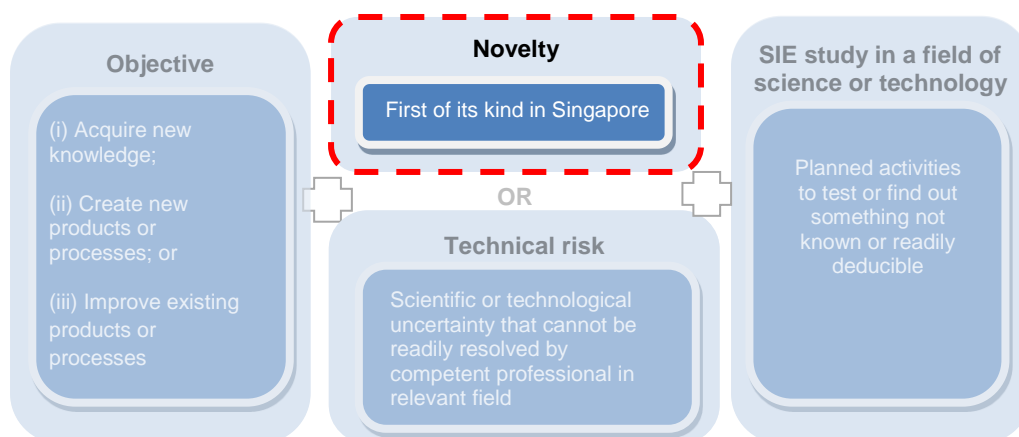 Objective
(i) Acquire new
knowledge;
(ii) Create new
products or
processes; or
(iii) Improve existing
products or
processes
Novelty
First of its kind in Singapore
OR
Technical risk
Scientific or technological
uncertainty that cannot be
readily resolved by
competent professional in
relevant field
SIE study in a field of
science or technology
Planned activities
to test or find out
something not
known or readily
deducible